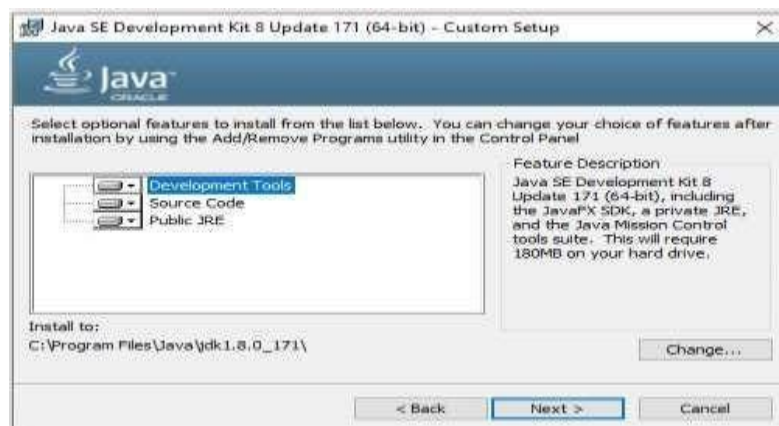 Java SE Development Kit 8 Update 171 (64-bit) - Custom Setup
Java
ORACLE
Select optional features to install from the list below. You can change your choice of features after
installation by using the Add/Remove Programs utility in the Control Panel
Development Tools
Source Code
Public JRE
Feature Description
Java SE Development Kit 8
Update 171 (64-bit), including
the JavaFX SDK, a private JRE,
and the Java Mission Control
tools suite. This will require
180MB on your hard drive.
Install to:
C:\Program Files\Java\jdk1.8.0_171\
Change...
< Back
Next >
Cancel